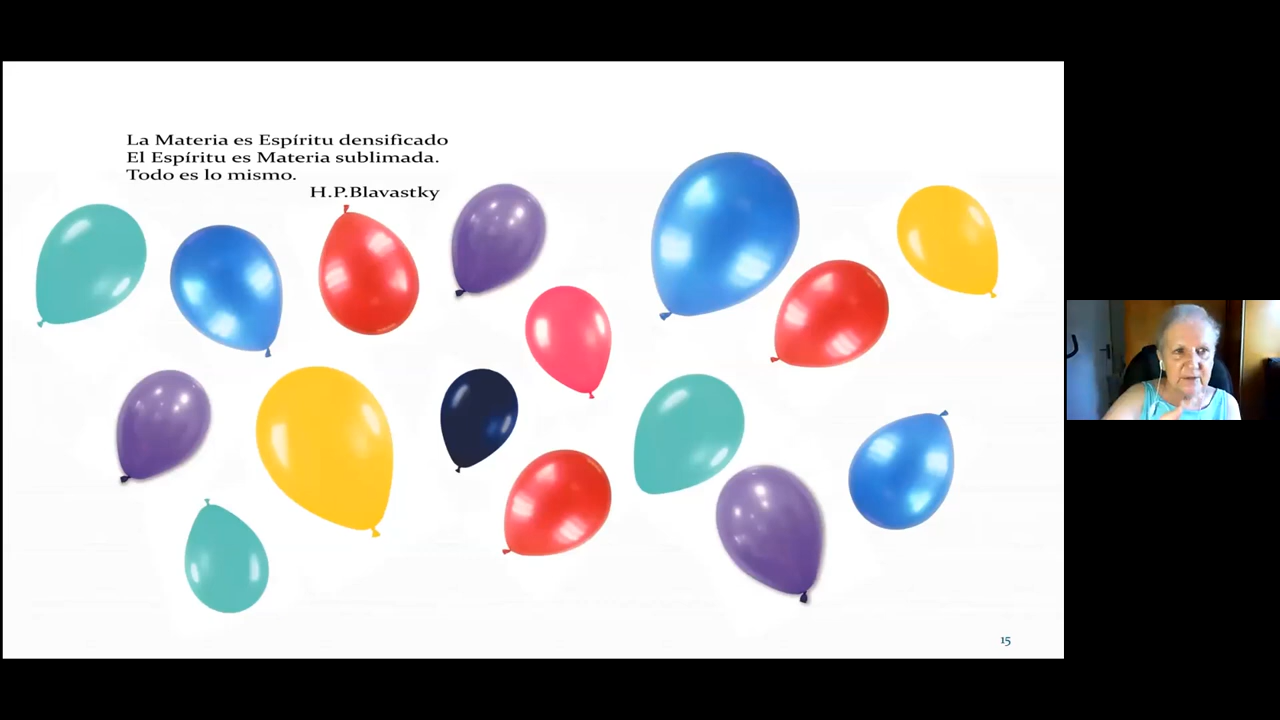 La Materia es Espíritu densificado
El Espíritu es Materia sublimada.
Todo es lo mismo.
H.P.Blavastky
15